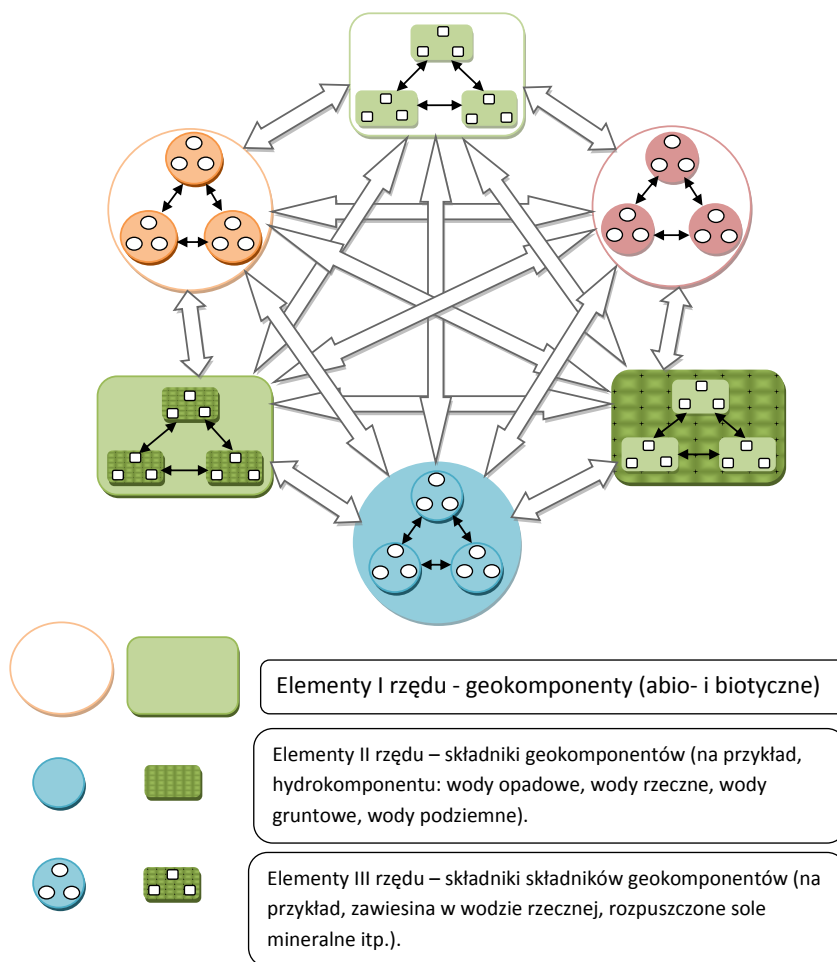 Elementy I rzędu - geokomponenty (abio- i biotyczne)
Elementy II rzędu – składniki geokomponentów (na przykład,
hydrokomponentu: wody opadowe, wody rzeczne, wody
gruntowe, wody podziemne).
Elementy III rzędu – składniki składników geokomponentów (na
przykład, zawiesina w wodzie rzecznej, rozpuszczone sole
mineralne itp.).